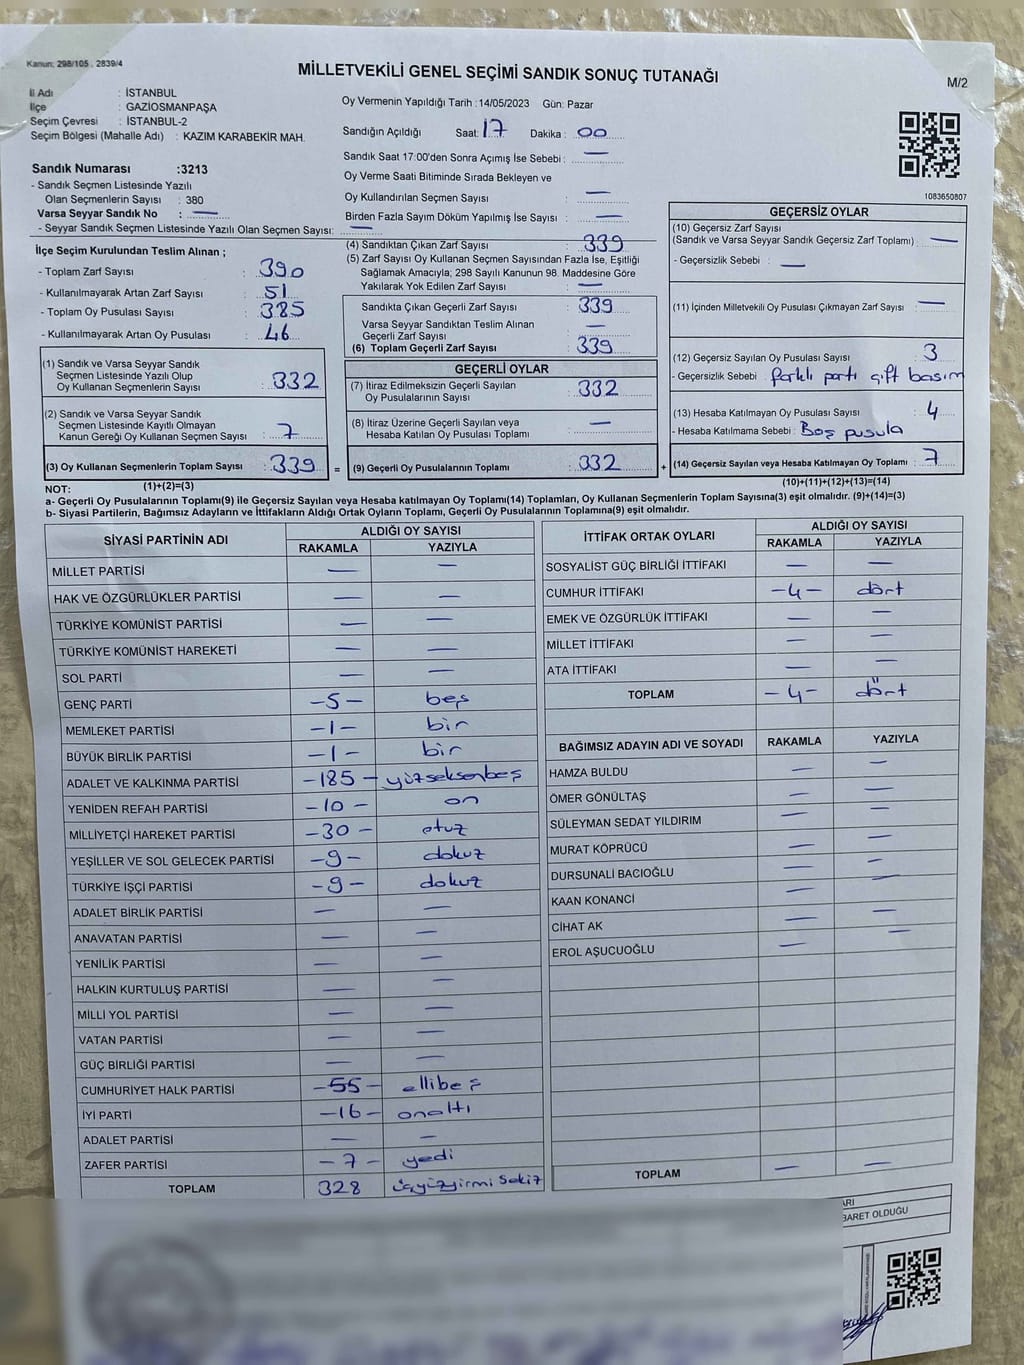 Kanun: 298/105 . 2839/4
MİLLETVEKİLİ GENEL SEÇİMİ SANDIK SONUÇ TUTANAĞI
M/2
İl Adı : İSTANBUL
İlçe : GAZİOSMANPAŞA
Seçim Çevresi : İSTANBUL-2
Seçim Bölgesi (Mahalle Adı) : KAZIM KARABEKİR MAH.
Sandık Numarası :3213
- Sandık Seçmen Listesinde Yazılı
Olan Seçmenlerin Sayısı : 380
Varsa Seyyar Sandık No : —
- Seyyar Sandık Seçmen Listesinde Yazılı Olan Seçmen Sayısı: —
Oy Vermenin Yapıldığı Tarih :14/05/2023 Gün: Pazar
Sandığın Açıldığı Saat: 17 Dakika : 00
Sandık Saat 17:00'den Sonra Açımış İse Sebebi : —
Oy Verme Saati Bitiminde Sırada Bekleyen ve
Oy Kullandırılan Seçmen Sayısı : —
Birden Fazla Sayım Döküm Yapılmış İse Sayısı : —
1083650807
İlçe Seçim Kurulundan Teslim Alınan ;
- Toplam Zarf Sayısı : 390
- Kullanılmayarak Artan Zarf Sayısı : 51
- Toplam Oy Pusulası Sayısı : 385
- Kullanılmayarak Artan Oy Pusulası : 46
(4) Sandıktan Çıkan Zarf Sayısı : 339
(5) Zarf Sayısı Oy Kullanan Seçmen Sayısından Fazla İse, Eşitliği
Sağlamak Amacıyla; 298 Sayılı Kanunun 98. Maddesine Göre
Yakılarak Yok Edilen Zarf Sayısı : —
Sandıkta Çıkan Geçerli Zarf Sayısı : 339
Varsa Seyyar Sandıktan Teslim Alınan
Geçerli Zarf Sayısı : —
(6) Toplam Geçerli Zarf Sayısı : 339
GEÇERSİZ OYLAR
(10) Geçersiz Zarf Sayısı
(Sandık ve Varsa Seyyar Sandık Geçersiz Zarf Toplamı) : —
- Geçersizlik Sebebi : —
(11) İçinden Milletvekili Oy Pusulası Çıkmayan Zarf Sayısı : —
(12) Geçersiz Sayılan Oy Pusulası Sayısı : 3
- Geçersizlik Sebebi : farklı parti çift basım
(13) Hesaba Katılmayan Oy Pusulası Sayısı : 4
- Hesaba Katılmama Sebebi : Boş pusula
(14) Geçersiz Sayılan veya Hesaba Katılmayan Oy Toplamı : 7
(10)+(11)+(12)+(13)=(14)
(1) Sandık ve Varsa Seyyar Sandık
Seçmen Listesinde Yazılı Olup
Oy Kullanan Seçmenlerin Sayısı : 332
(2) Sandık ve Varsa Seyyar Sandık
Seçmen Listesinde Kayıtlı Olmayan
Kanun Gereği Oy Kullanan Seçmen Sayısı : 7
(3) Oy Kullanan Seçmenlerin Toplam Sayısı : 339 =
(1)+(2)=(3)
GEÇERLİ OYLAR
(7) İtiraz Edilmeksizin Geçerli Sayılan
Oy Pusulalarının Sayısı : 332
(8) İtiraz Üzerine Geçerli Sayılan veya
Hesaba Katılan Oy Pusulası Toplamı : —
(9) Geçerli Oy Pusulalarının Toplamı : 332 +
NOT:
a- Geçerli Oy Pusulalarının Toplamı(9) ile Geçersiz Sayılan veya Hesaba katılmayan Oy Toplamı(14) Toplamları, Oy Kullanan Seçmenlerin Toplam Sayısına(3) eşit olmalıdır. (9)+(14)=(3)
b- Siyasi Partilerin, Bağımsız Adayların ve İttifakların Aldığı Ortak Oyların Toplamı, Geçerli Oy Pusulalarının Toplamına(9) eşit olmalıdır.
SİYASİ PARTİNİN ADI ALDIĞI OY SAYISI
RAKAMLA YAZIYLA
MİLLET PARTİSİ — —
HAK VE ÖZGÜRLÜKLER PARTİSİ — —
TÜRKİYE KOMÜNİST PARTİSİ — —
TÜRKİYE KOMÜNİST HAREKETİ — —
SOL PARTİ — —
GENÇ PARTİ -5- beş
MEMLEKET PARTİSİ -1- bir
BÜYÜK BİRLİK PARTİSİ -1- bir
ADALET VE KALKINMA PARTİSİ -185- yüzseksenbeş
YENİDEN REFAH PARTİSİ -10- on
MİLLİYETÇİ HAREKET PARTİSİ -30- otuz
YEŞİLLER VE SOL GELECEK PARTİSİ -9- dokuz
TÜRKİYE İŞÇİ PARTİSİ -9- dokuz
ADALET BİRLİK PARTİSİ — —
ANAVATAN PARTİSİ — —
YENİLİK PARTİSİ — —
HALKIN KURTULUŞ PARTİSİ — —
MİLLİ YOL PARTİSİ — —
VATAN PARTİSİ — —
GÜÇ BİRLİĞİ PARTİSİ — —
CUMHURİYET HALK PARTİSİ -55- ellibeş
İYİ PARTİ -16- onaltı
ADALET PARTİSİ — —
ZAFER PARTİSİ -7- yedi
TOPLAM 328 üçyüzyirmi sekiz
İTTİFAK ORTAK OYLARI ALDIĞI OY SAYISI
RAKAMLA YAZIYLA
SOSYALİST GÜÇ BİRLİĞİ İTTİFAKI — —
CUMHUR İTTİFAKI -4- dört
EMEK VE ÖZGÜRLÜK İTTİFAKI — —
MİLLET İTTİFAKI — —
ATA İTTİFAKI — —
TOPLAM -4- dört
BAĞIMSIZ ADAYIN ADI VE SOYADI RAKAMLA YAZIYLA
HAMZA BULDU — —
ÖMER GÖNÜLTAŞ — —
SÜLEYMAN SEDAT YILDIRIM — —
MURAT KÖPRÜCÜ — —
DURSUNALİ BACIOĞLU — —
KAAN KONANCİ — —
CİHAT AK — —
EROL AŞUCUOĞLU — —
TOPLAM — —
ARI
BARET OLDUĞU